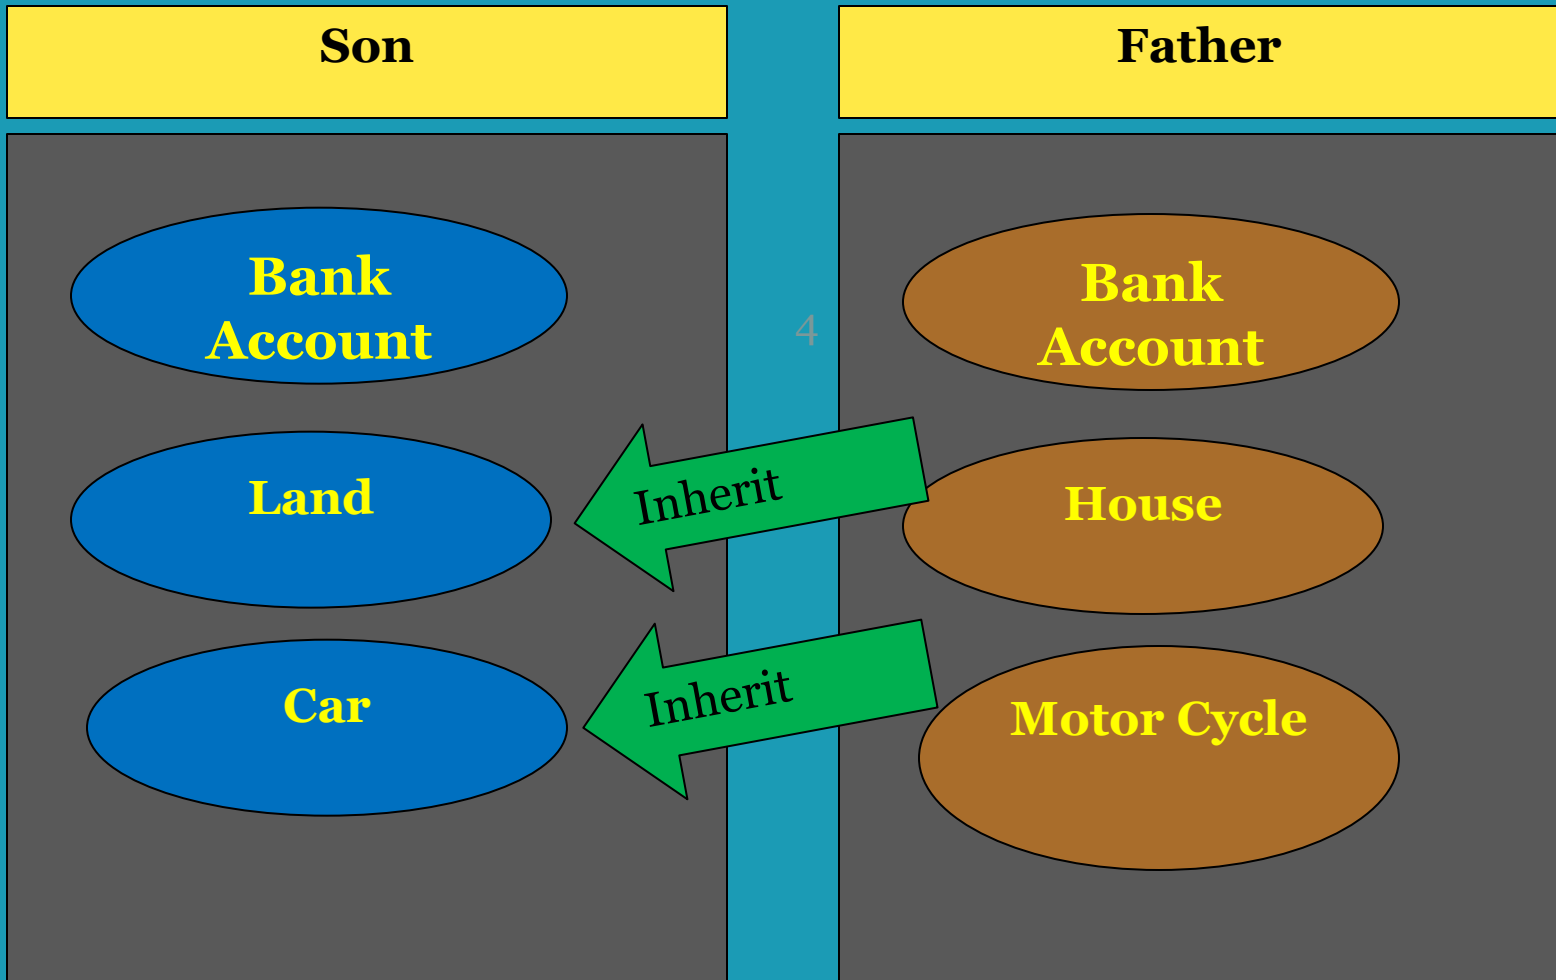 Son
Father
Bank
Account
Bank
Account
4
Land
Inherit
House
Car
Inherit
Motor Cycle